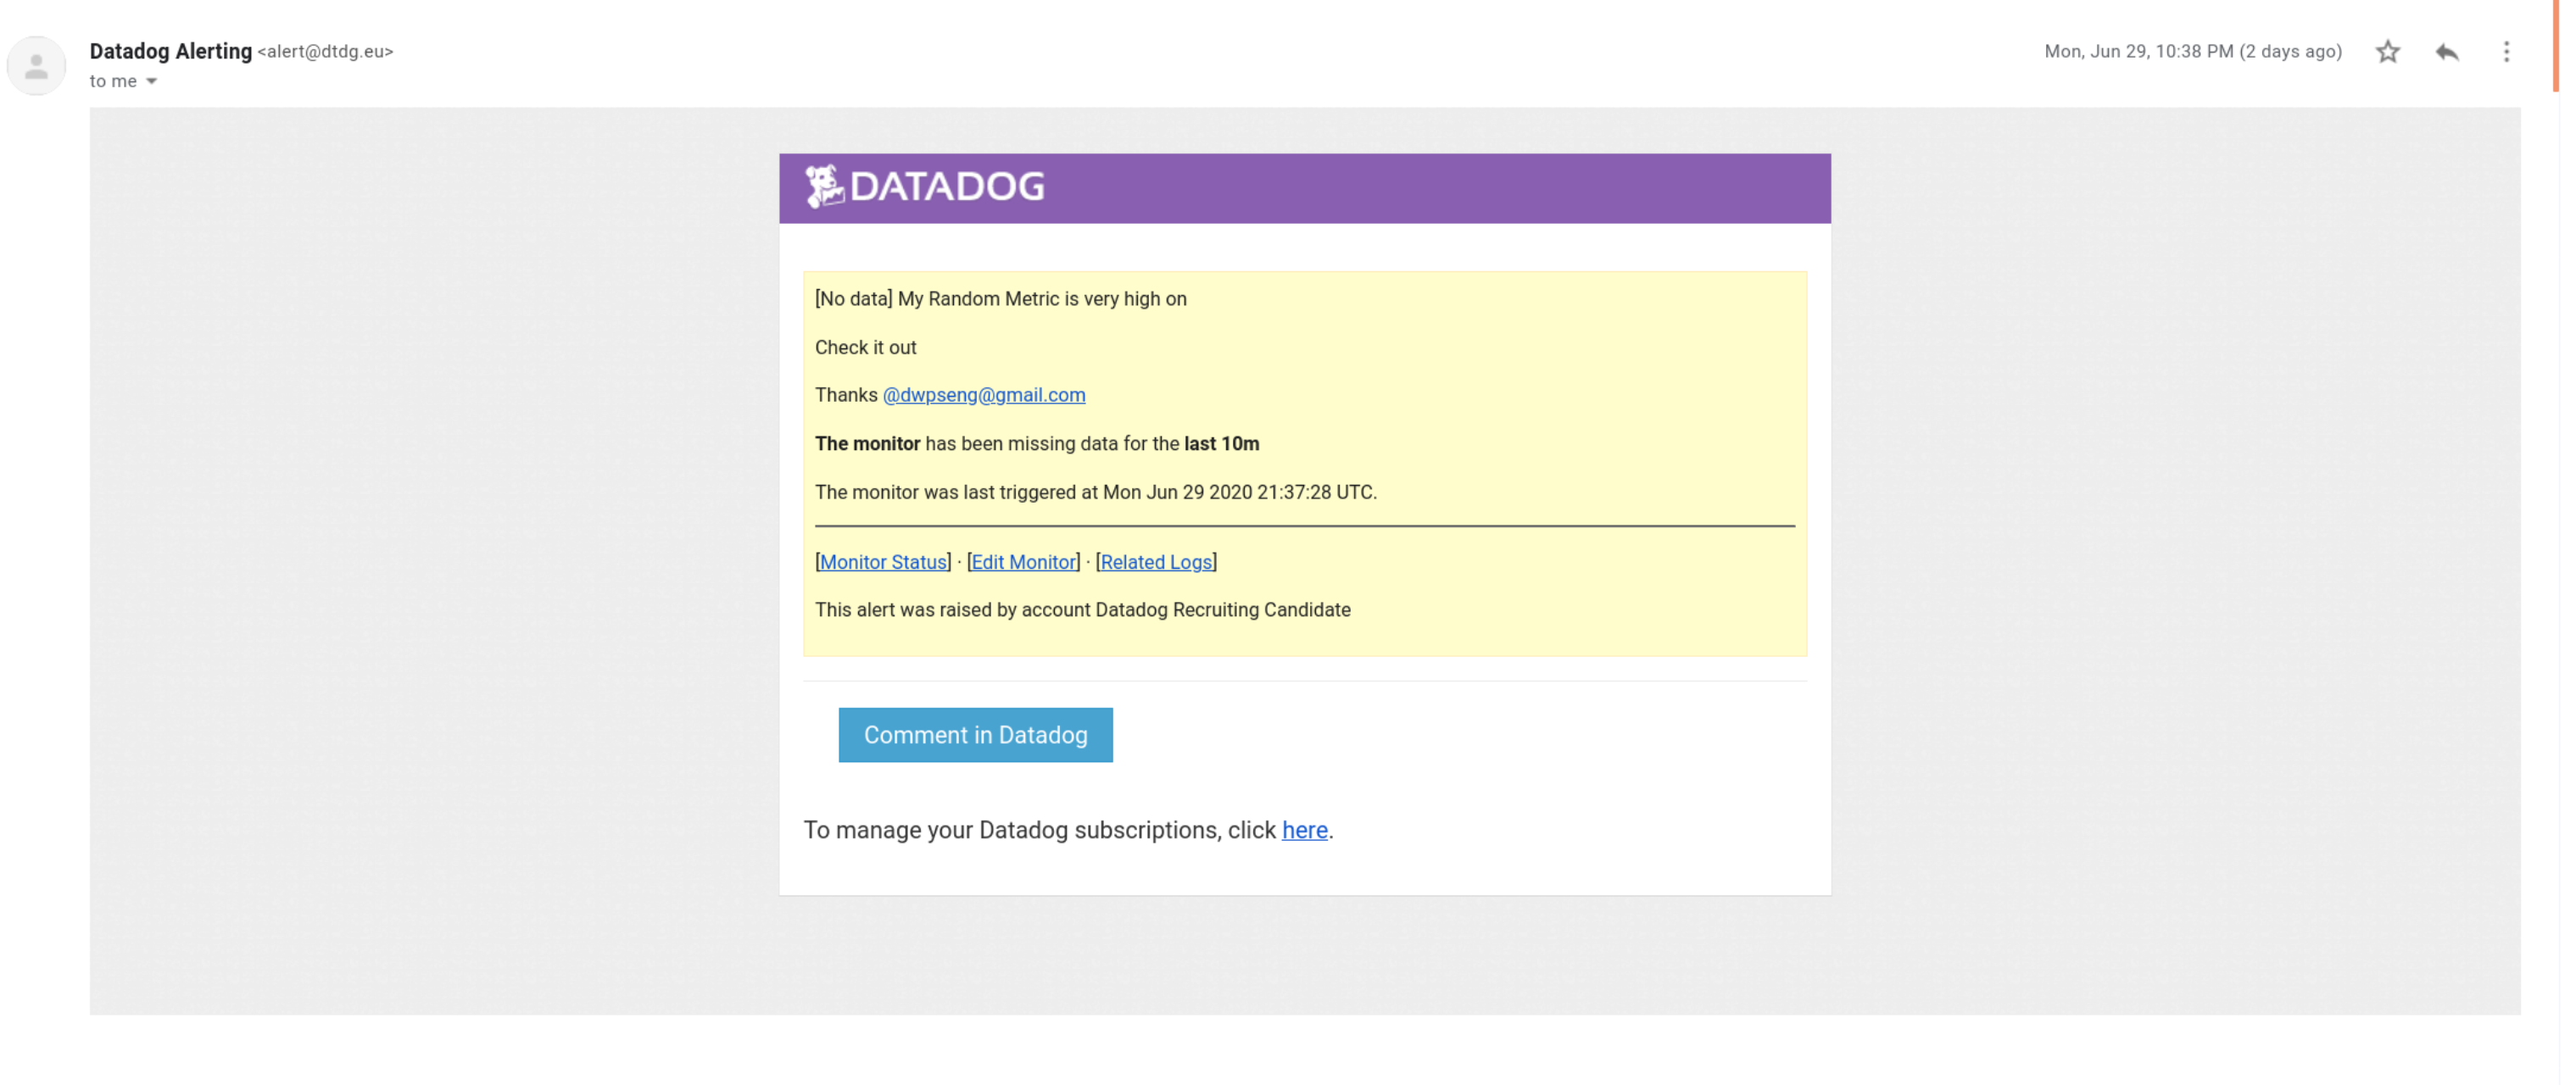 Datadog Alerting <alert@dtdg.eu>
Mon, Jun 29, 10:38 PM (2 days ago)
to me
DATADOG
[No data] My Random Metric is very high on
Check it out
Thanks @dwpseng@gmail.com
The monitor has been missing data for the last 10m
The monitor was last triggered at Mon Jun 29 2020 21:37:28 UTC.
[Monitor Status] · [Edit Monitor] · [Related Logs]
This alert was raised by account Datadog Recruiting Candidate
Comment in Datadog
To manage your Datadog subscriptions, click here.